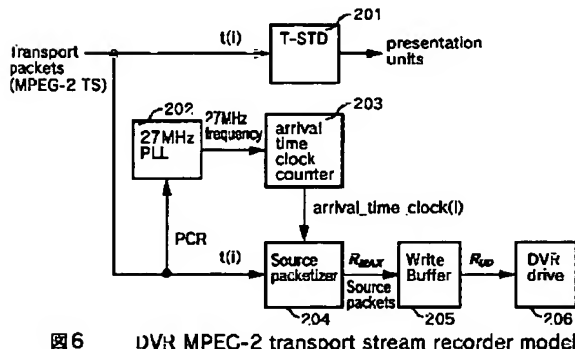 201
t(i)
T-STD
Transport
packets
(MPEG-2 TS)
presentation
units
202
27MHz
frequency
203
27MHz
PLL
arrival
time
clock
counter
arrival_time_clock(i)
PCR
t(i)
Source
packetizer
RMAX
Source
packets
Write
Buffer
RUD
DVR
drive
204
205
206
図6 DVR MPEG-2 transport stream recorder model